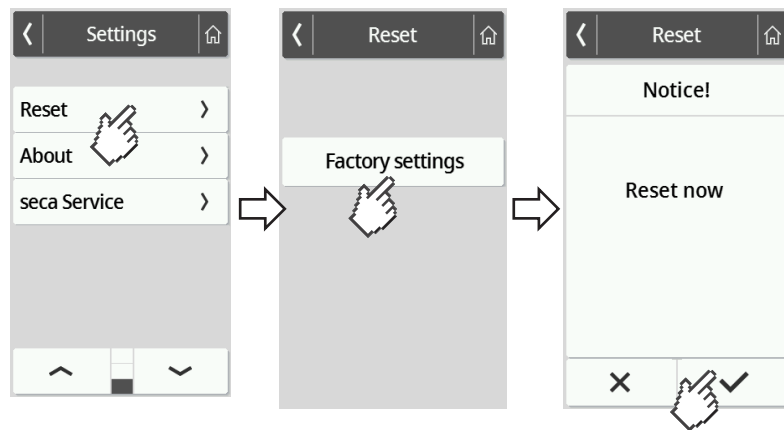 Settings
Reset
About
seca Service
Reset
Factory settings
Reset
Notice!
Reset now